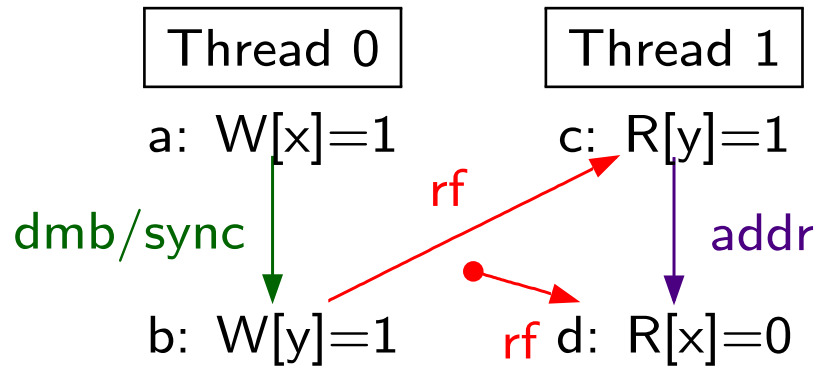 Thread 0
Thread 1
a: W[x]=1
c: R[y]=1
rf
dmb/sync
addr
b: W[y]=1
rf
d: R[x]=0